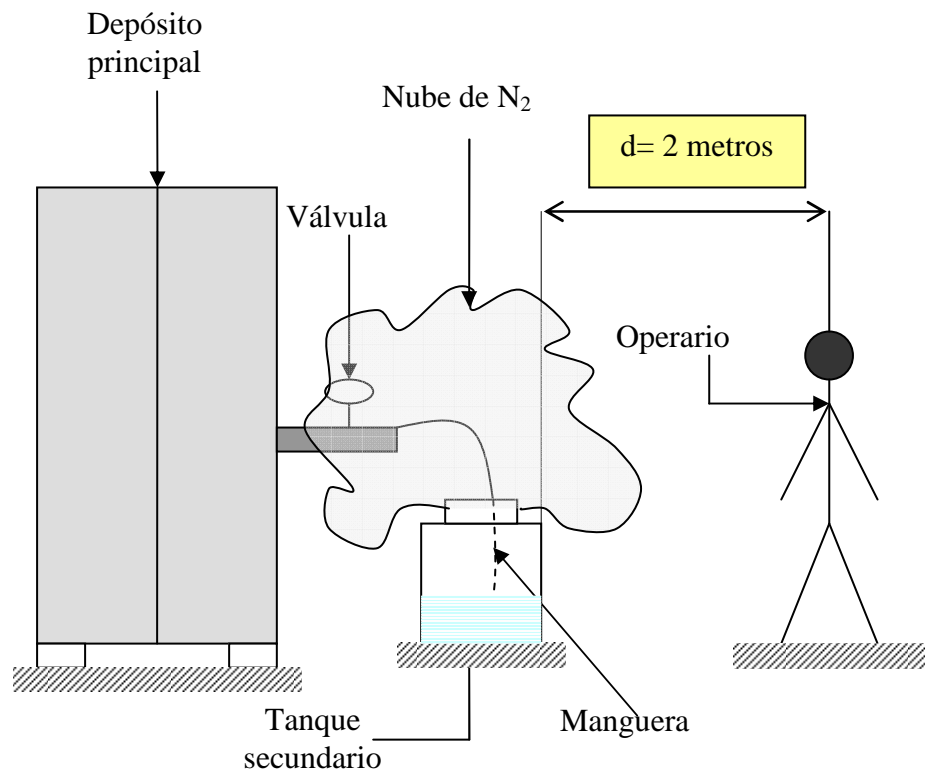 Depósito
principal
Nube de N₂
d= 2 metros
Válvula
Operario
Tanque
secundario
Manguera